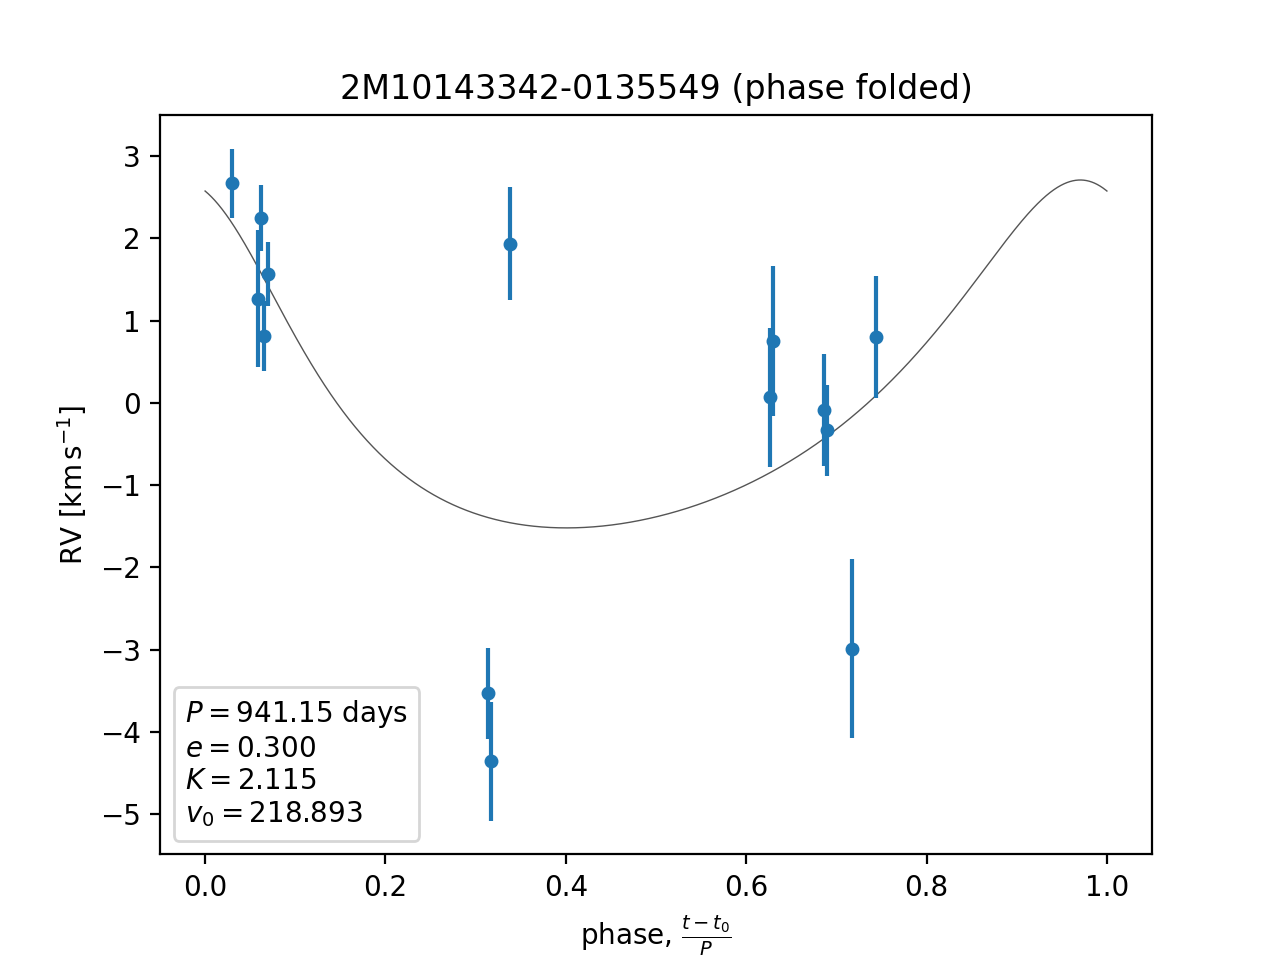 2M10143342-0135549 (phase folded)
RV [km s⁻¹]
3
2
1
0
−1
−2
−3
−4
−5
P = 941.15 days
e = 0.300
K = 2.115
v₀ = 218.893
0.0 0.2 0.4 0.6 0.8 1.0
phase, (t − t₀)/P